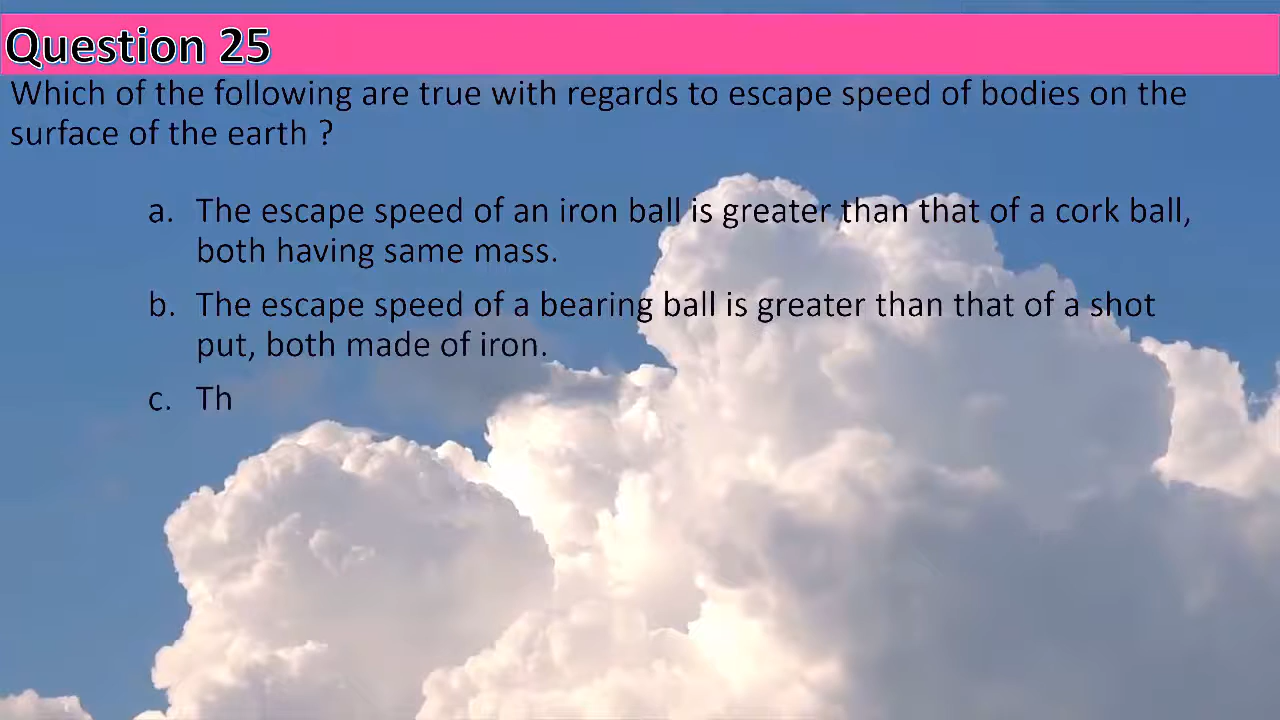 Question 25
Which of the following are true with regards to escape speed of bodies on the
surface of the earth ?
a. The escape speed of an iron ball is greater than that of a cork ball,
both having same mass.
b. The escape speed of a bearing ball is greater than that of a shot
put, both made of iron.
c. Th